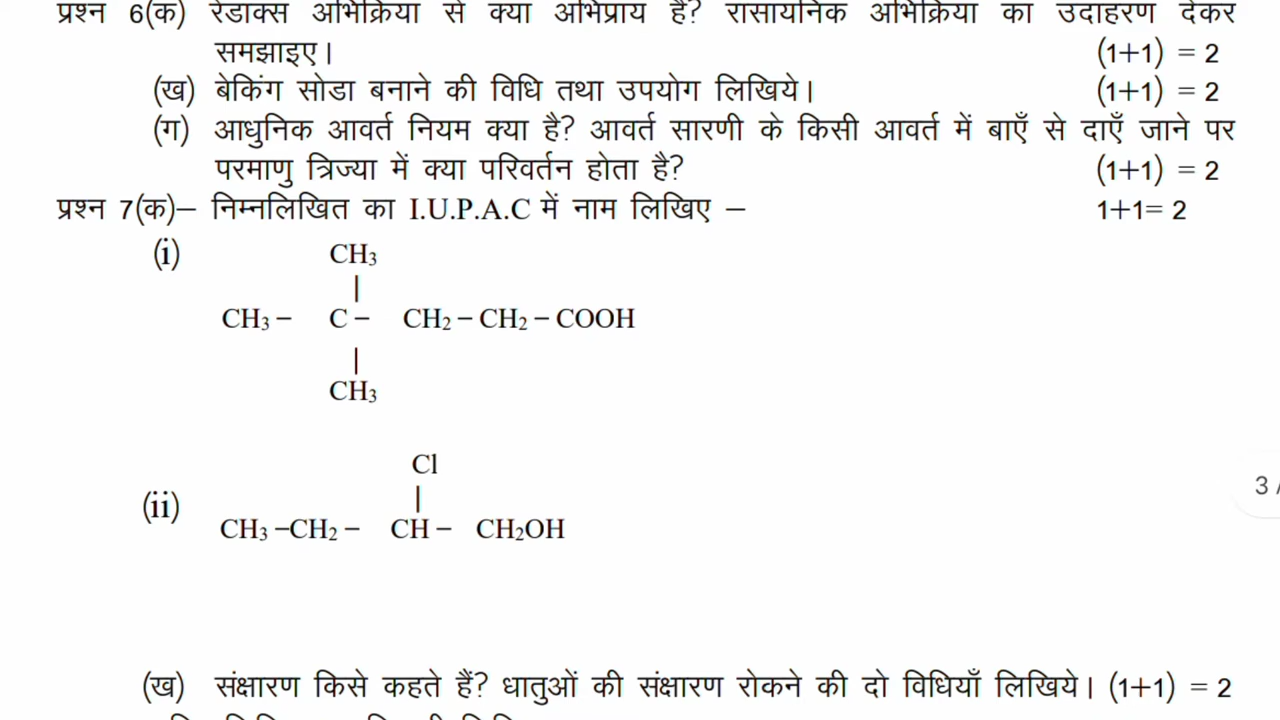 प्रश्न 6(क) रेडाक्स अभिक्रिया से क्या अभिप्राय है? रासायनिक अभिक्रिया का उदाहरण देकर
समझाइए। (1+1) = 2
(ख) बेकिंग सोडा बनाने की विधि तथा उपयोग लिखिये। (1+1) = 2
(ग) आधुनिक आवर्त नियम क्या है? आवर्त सारणी के किसी आवर्त में बाएँ से दाएँ जाने पर
परमाणु त्रिज्या में क्या परिवर्तन होता है? (1+1) = 2
प्रश्न 7(क)– निम्नलिखित का I.U.P.A.C में नाम लिखिए – 1+1= 2
(i) CH₃
|
CH₃ – C – CH₂ – CH₂ – COOH
|
CH₃
Cl
|
(ii) CH₃ –CH₂ – CH – CH₂OH
3 /
(ख) संक्षारण किसे कहते हैं? धातुओं की संक्षारण रोकने की दो विधियाँ लिखिये। (1+1) = 2